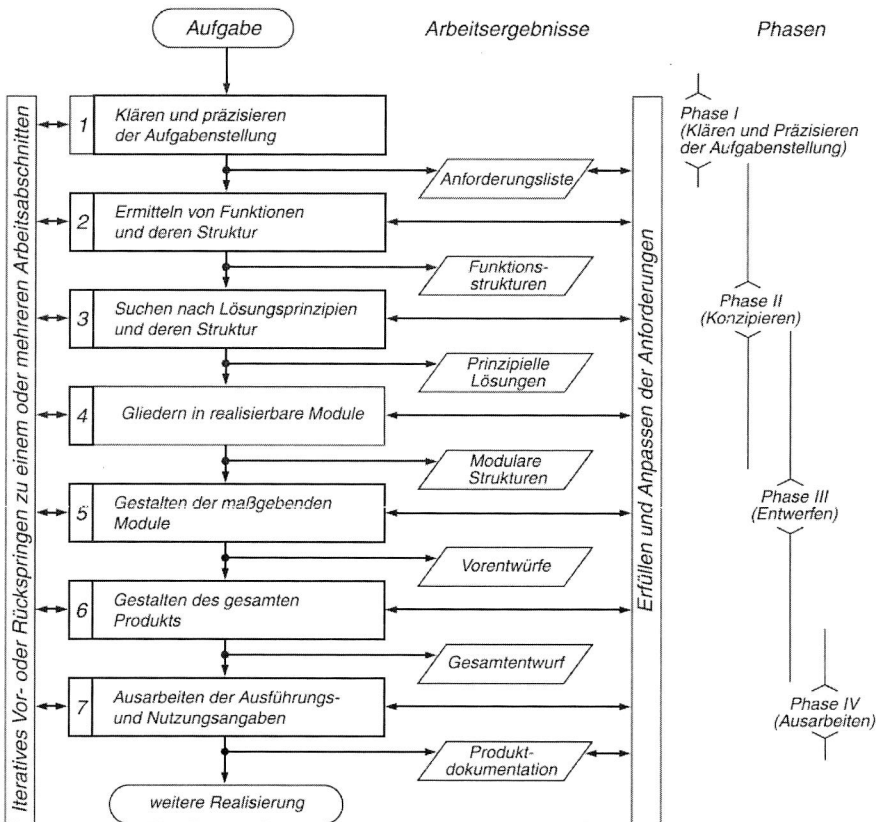 Aufgabe
Arbeitsergebnisse
Phasen
Iteratives Vor- oder Rückspringen zu einem oder mehreren Arbeitsabschnitten
1
Klären und präzisieren
der Aufgabenstellung
Anforderungsliste
2
Ermitteln von Funktionen
und deren Struktur
Funktions-
strukturen
3
Suchen nach Lösungsprinzipien
und deren Struktur
Prinzipielle
Lösungen
4
Gliedern in realisierbare Module
Modulare
Strukturen
5
Gestalten der maßgebenden
Module
Vorentwürfe
6
Gestalten des gesamten
Produkts
Gesamtentwurf
7
Ausarbeiten der Ausführungs-
und Nutzungsangaben
Produkt-
dokumentation
weitere Realisierung
Erfüllen und Anpassen der Anforderungen
Phase I
(Klären und Präzisieren
der Aufgabenstellung)
Phase II
(Konzipieren)
Phase III
(Entwerfen)
Phase IV
(Ausarbeiten)